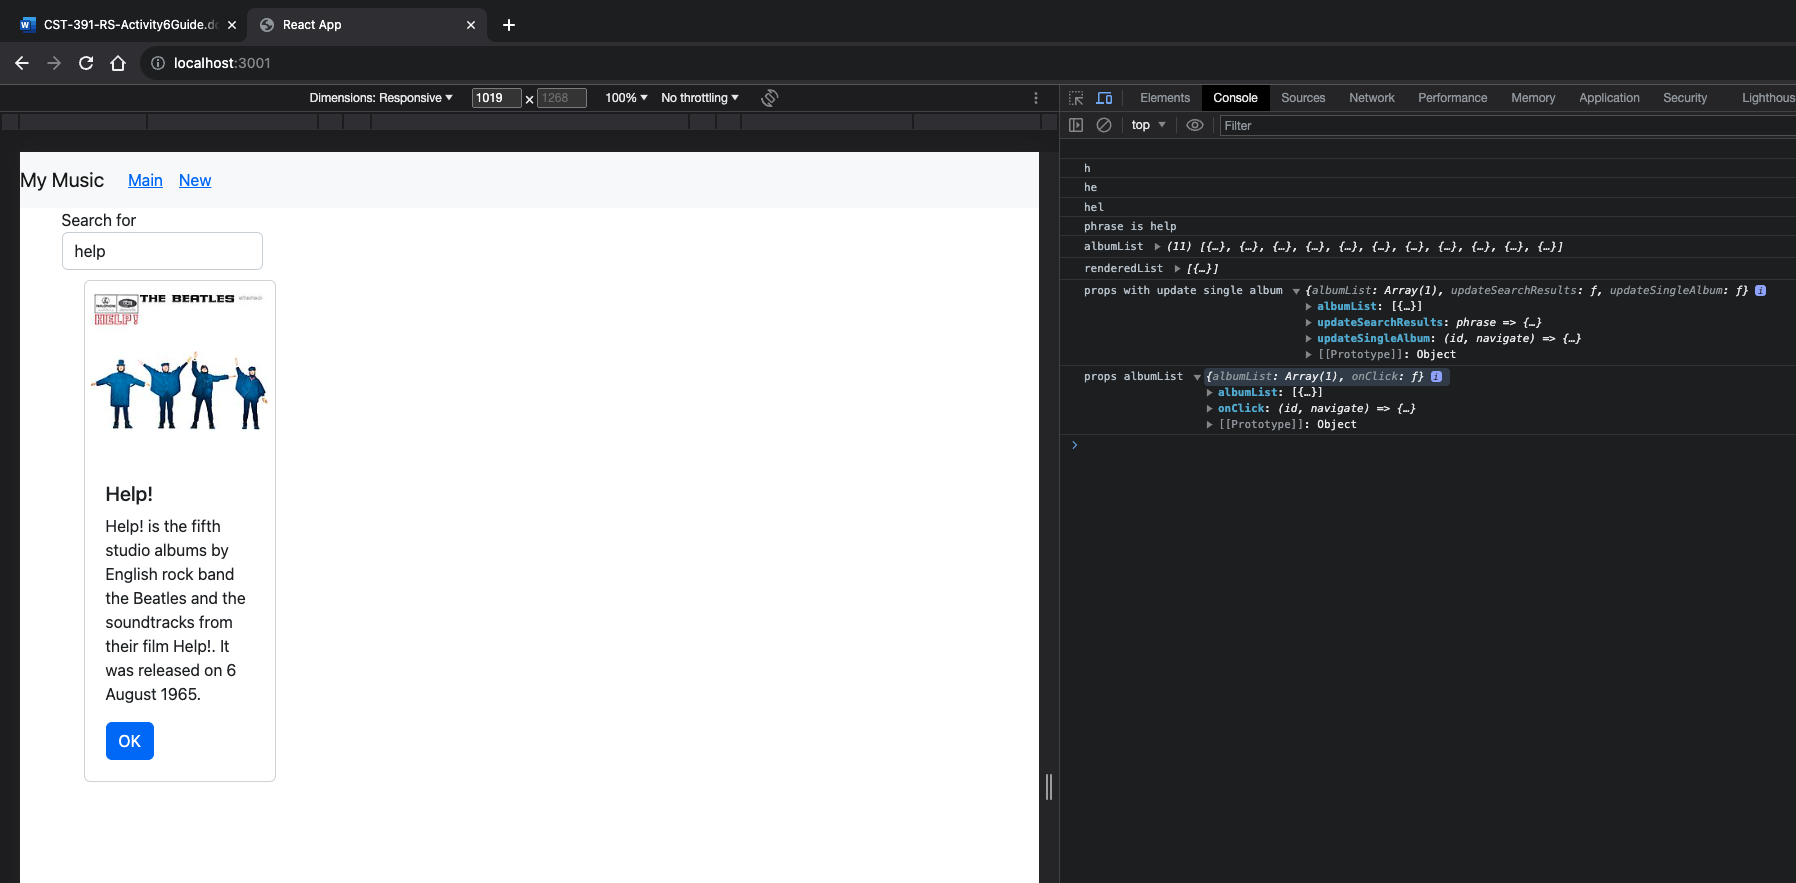 CST-391-RS-Activity6Guide.do
React App
localhost:3001
Dimensions: Responsive 1019 × 1268 100% No throttling
Elements Console Sources Network Performance Memory Application Security Lighthous
top Filter
My Music Main New
Search for
help
THE BEATLES
HELP!
Help!
Help! is the fifth
studio albums by
English rock band
the Beatles and the
soundtracks from
their film Help!. It
was released on 6
August 1965.
OK
h
he
hel
phrase is help
albumList (11) [{…}, {…}, {…}, {…}, {…}, {…}, {…}, {…}, {…}, {…}, {…}]
renderedList [{…}]
props with update single album {albumList: Array(1), updateSearchResults: ƒ, updateSingleAlbum: ƒ}
albumList: [{…}]
updateSearchResults: phrase => {…}
updateSingleAlbum: (id, navigate) => {…}
[[Prototype]]: Object
props albumList {albumList: Array(1), onClick: ƒ}
albumList: [{…}]
onClick: (id, navigate) => {…}
[[Prototype]]: Object